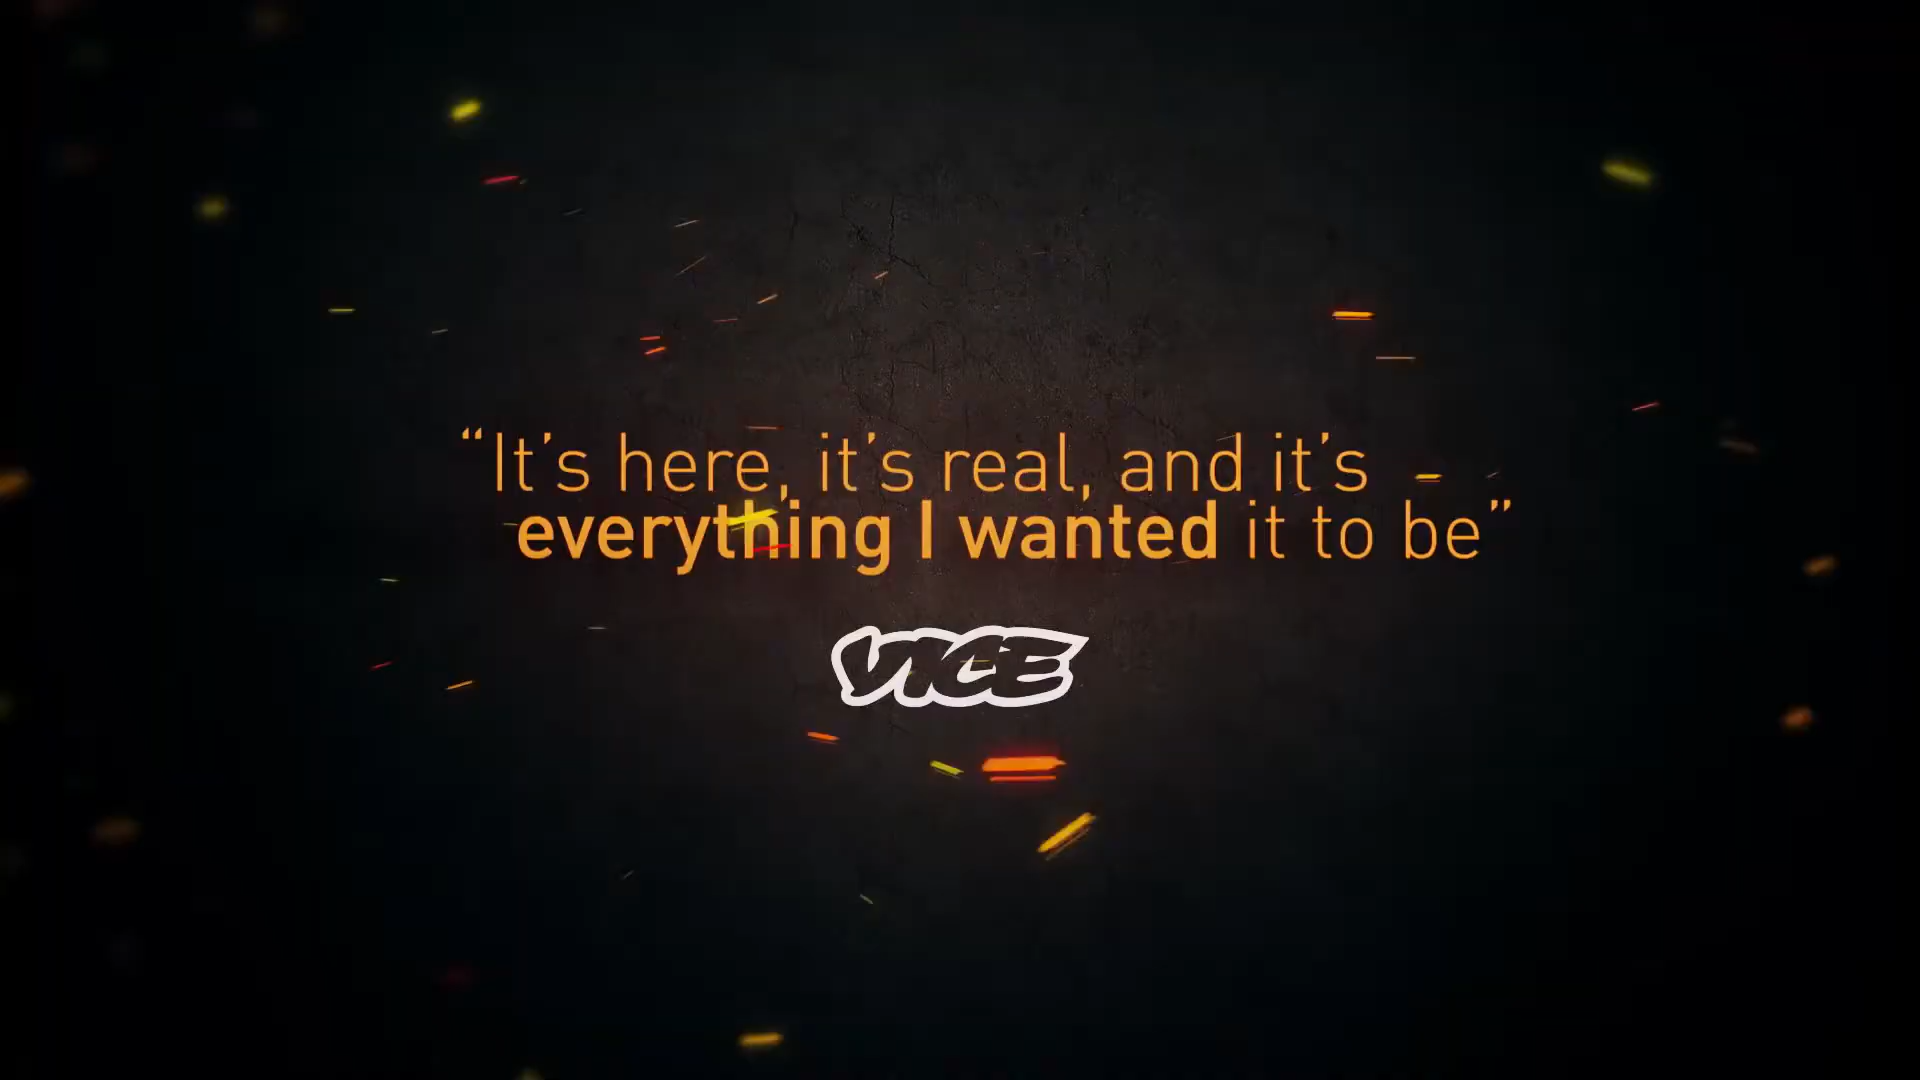 “It’s here, it’s real, and it’s
everything I wanted it to be”
VICE